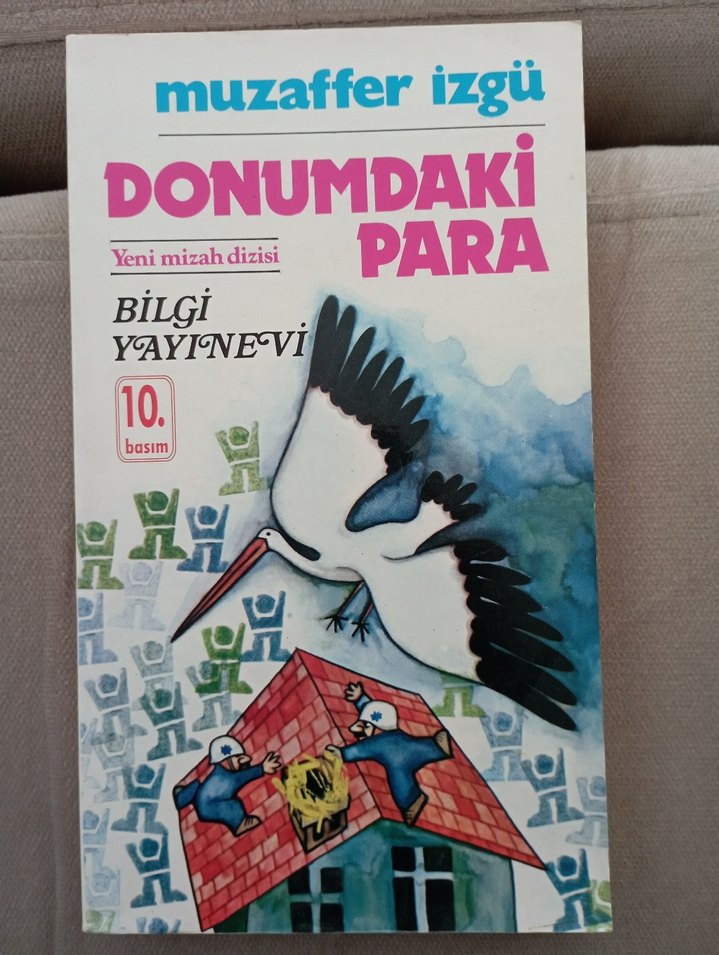 muzaffer izgü
DONUMDAKİ
PARA
Yeni mizah dizisi
BİLGİ
YAYINEVİ
10.
basım